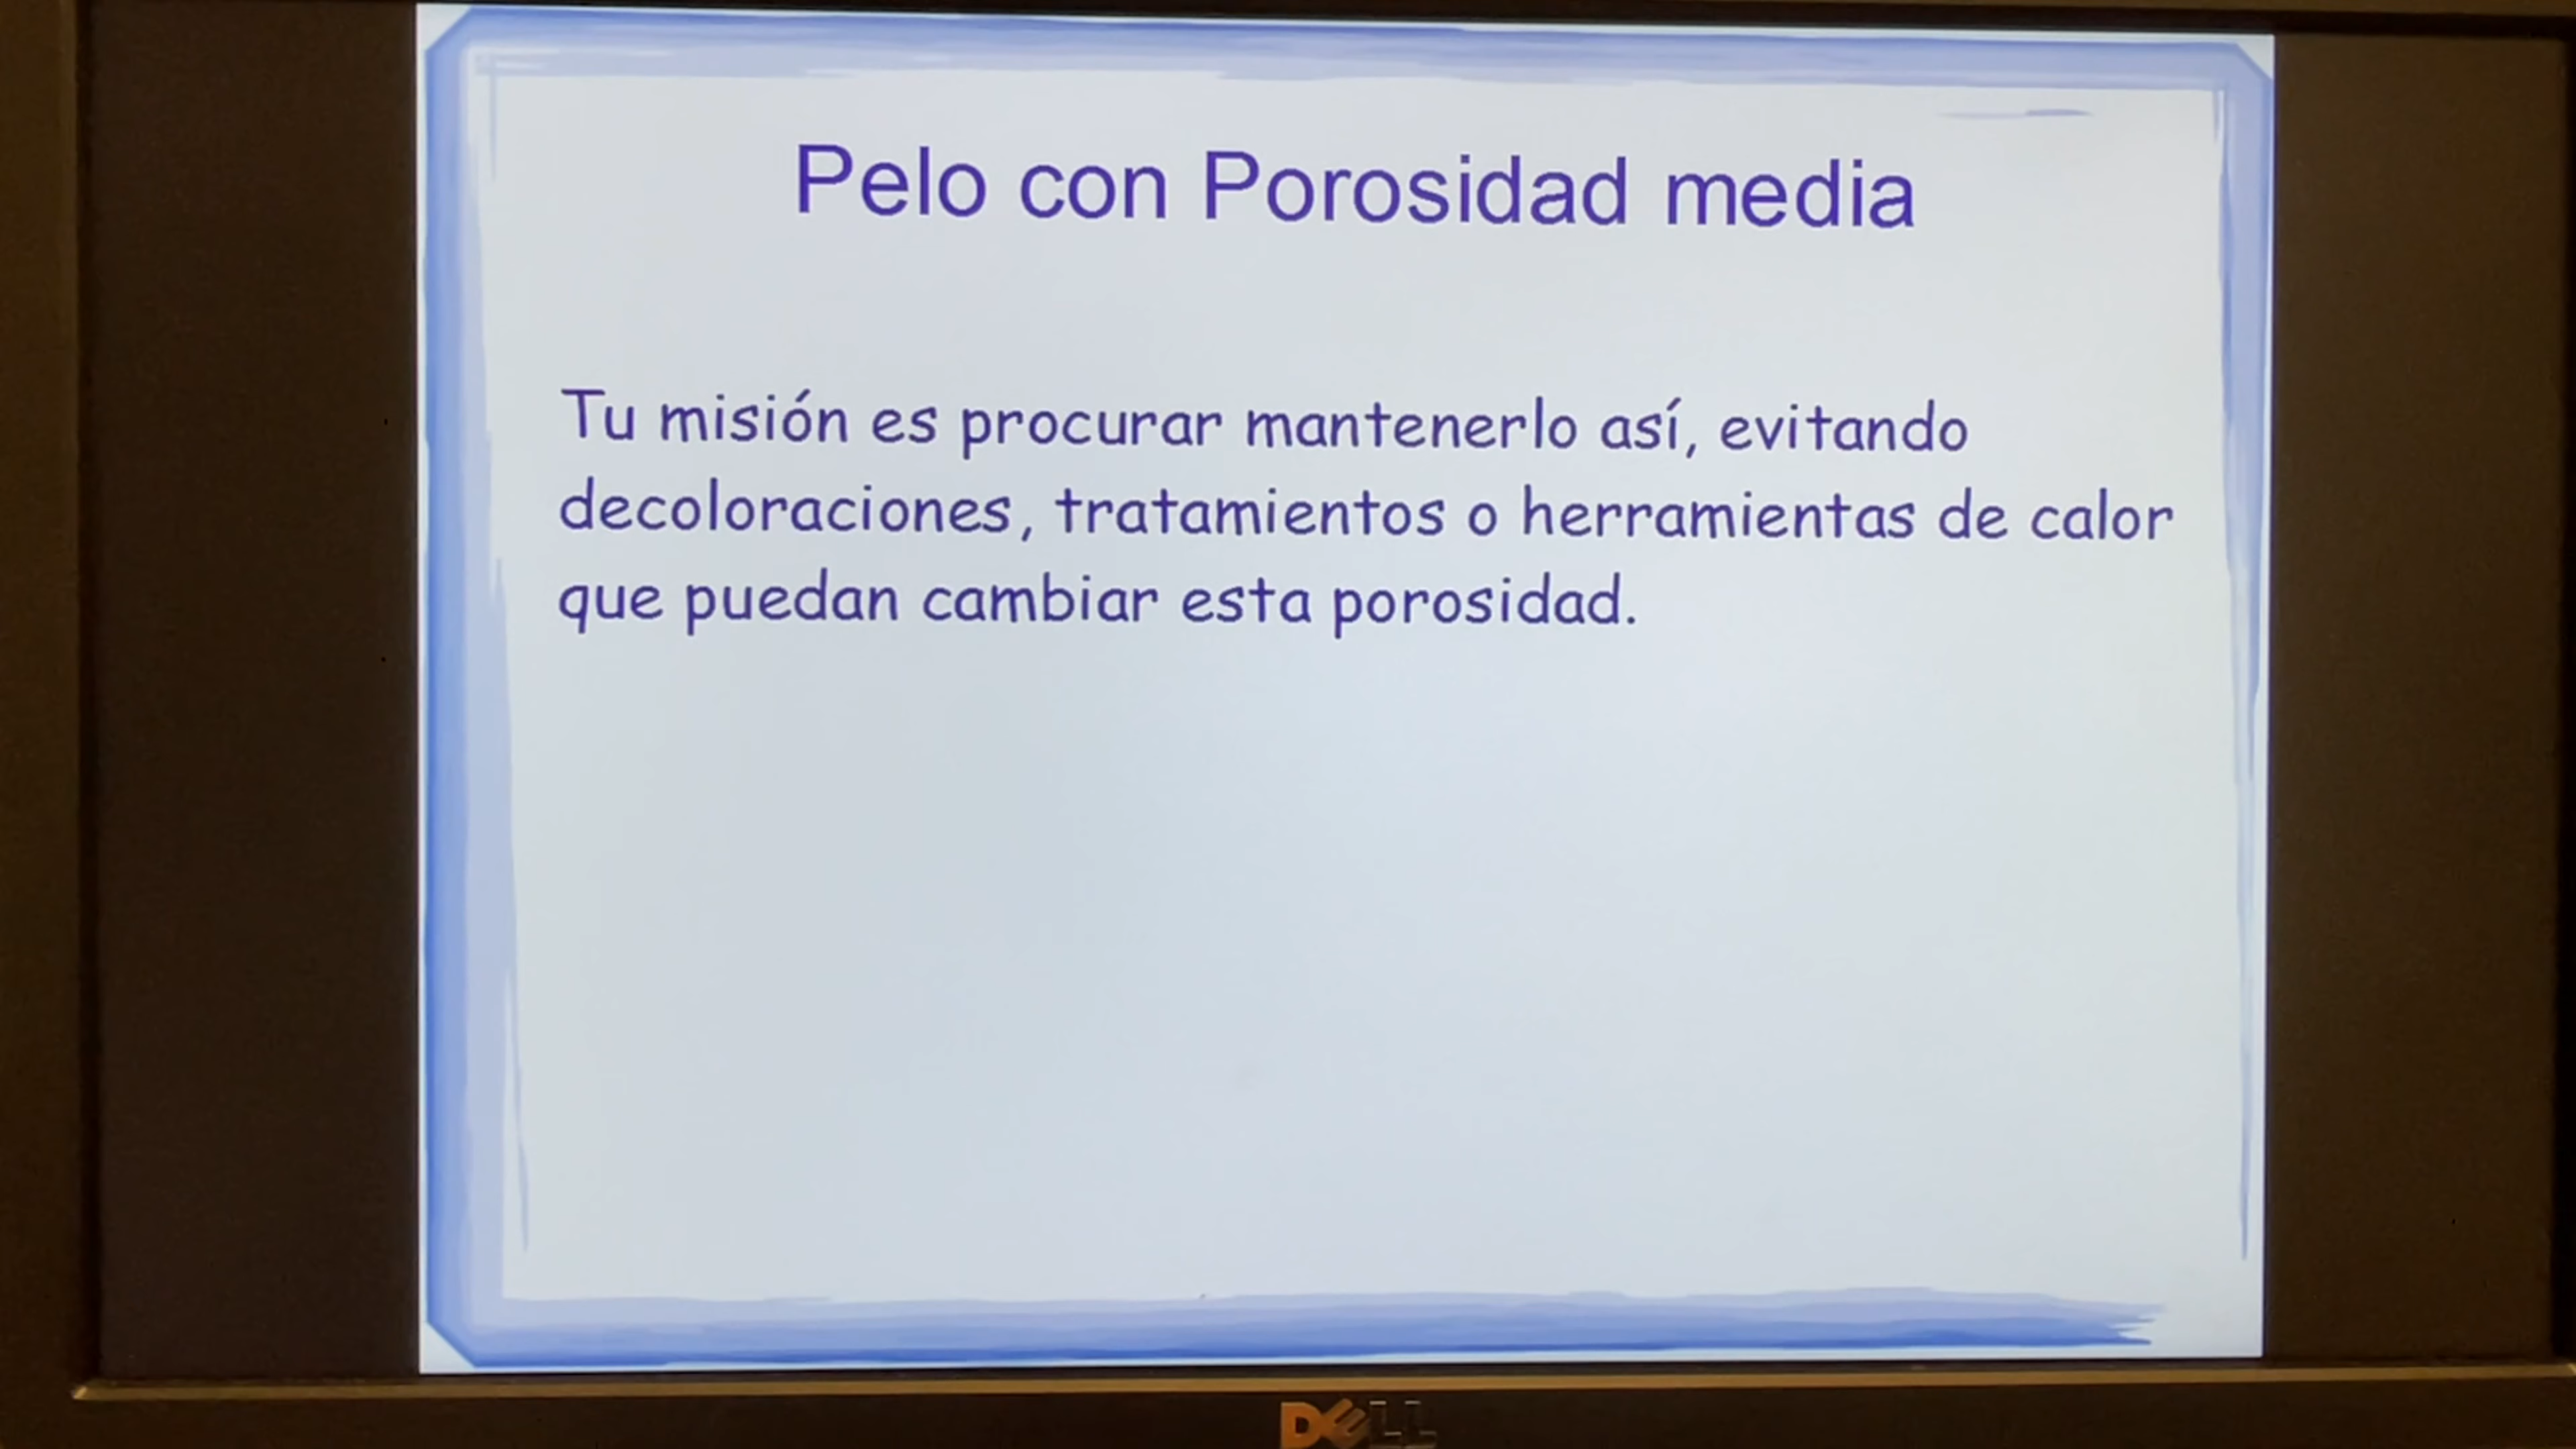 Pelo con Porosidad media
Tu misión es procurar mantenerlo así, evitando
decoloraciones, tratamientos o herramientas de calor
que puedan cambiar esta porosidad.
DELL